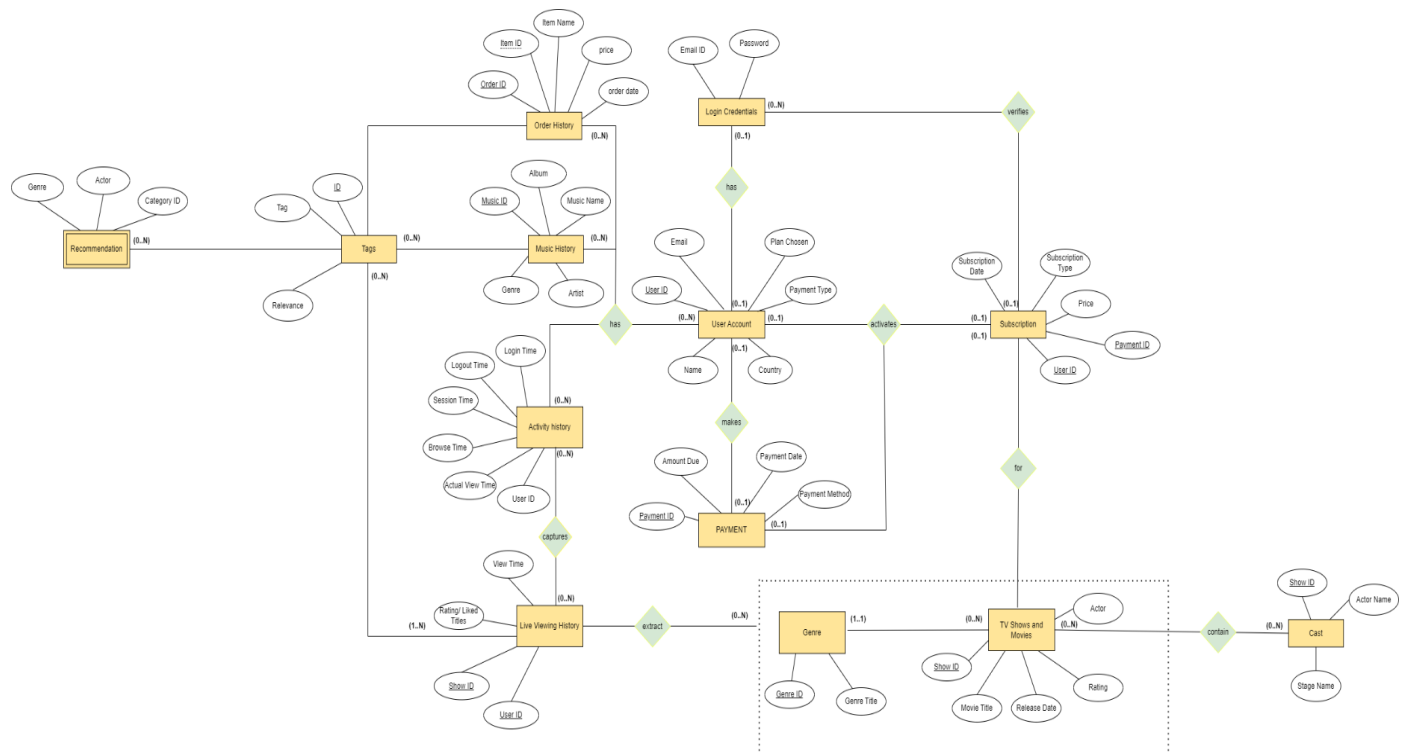 Item Name
Item ID
price
Order ID
order date
Order History
(0..N)
Email ID
Password
Login Credentials
(0..N)
(0..1)
verifies
has
Genre
Actor
Category ID
Recommendation
(0..N)
Tag
ID
Tags
(0..N)
(0..N)
Relevance
Album
Music ID
Music Name
Music History
(0..N)
Genre
Artist
Email
Plan Chosen
User ID
Payment Type
(0..1)
has
(0..N)
User Account
(0..1)
(0..1)
Name
Country
activates
Subscription
Date
Subscription
Type
(0..1)
Price
(0..1)
Subscription
(0..1)
Payment ID
User ID
Login Time
Logout Time
Session Time
(0..N)
Activity history
Browse Time
(0..N)
Actual View Time
User ID
makes
Amount Due
Payment Date
(0..1)
Payment Method
Payment ID
PAYMENT
(0..1)
for
captures
View Time
(0..N)
Rating/ Liked
Titles
(1..N)
Live Viewing History
Show ID
User ID
extract
(0..N)
Genre
(1..1)
Genre ID
Genre Title
(0..N)
TV Shows and
Movies
(0..N)
Actor
Show ID
Movie Title
Release Date
Rating
contain
(0..N)
Show ID
Actor Name
Cast
Stage Name